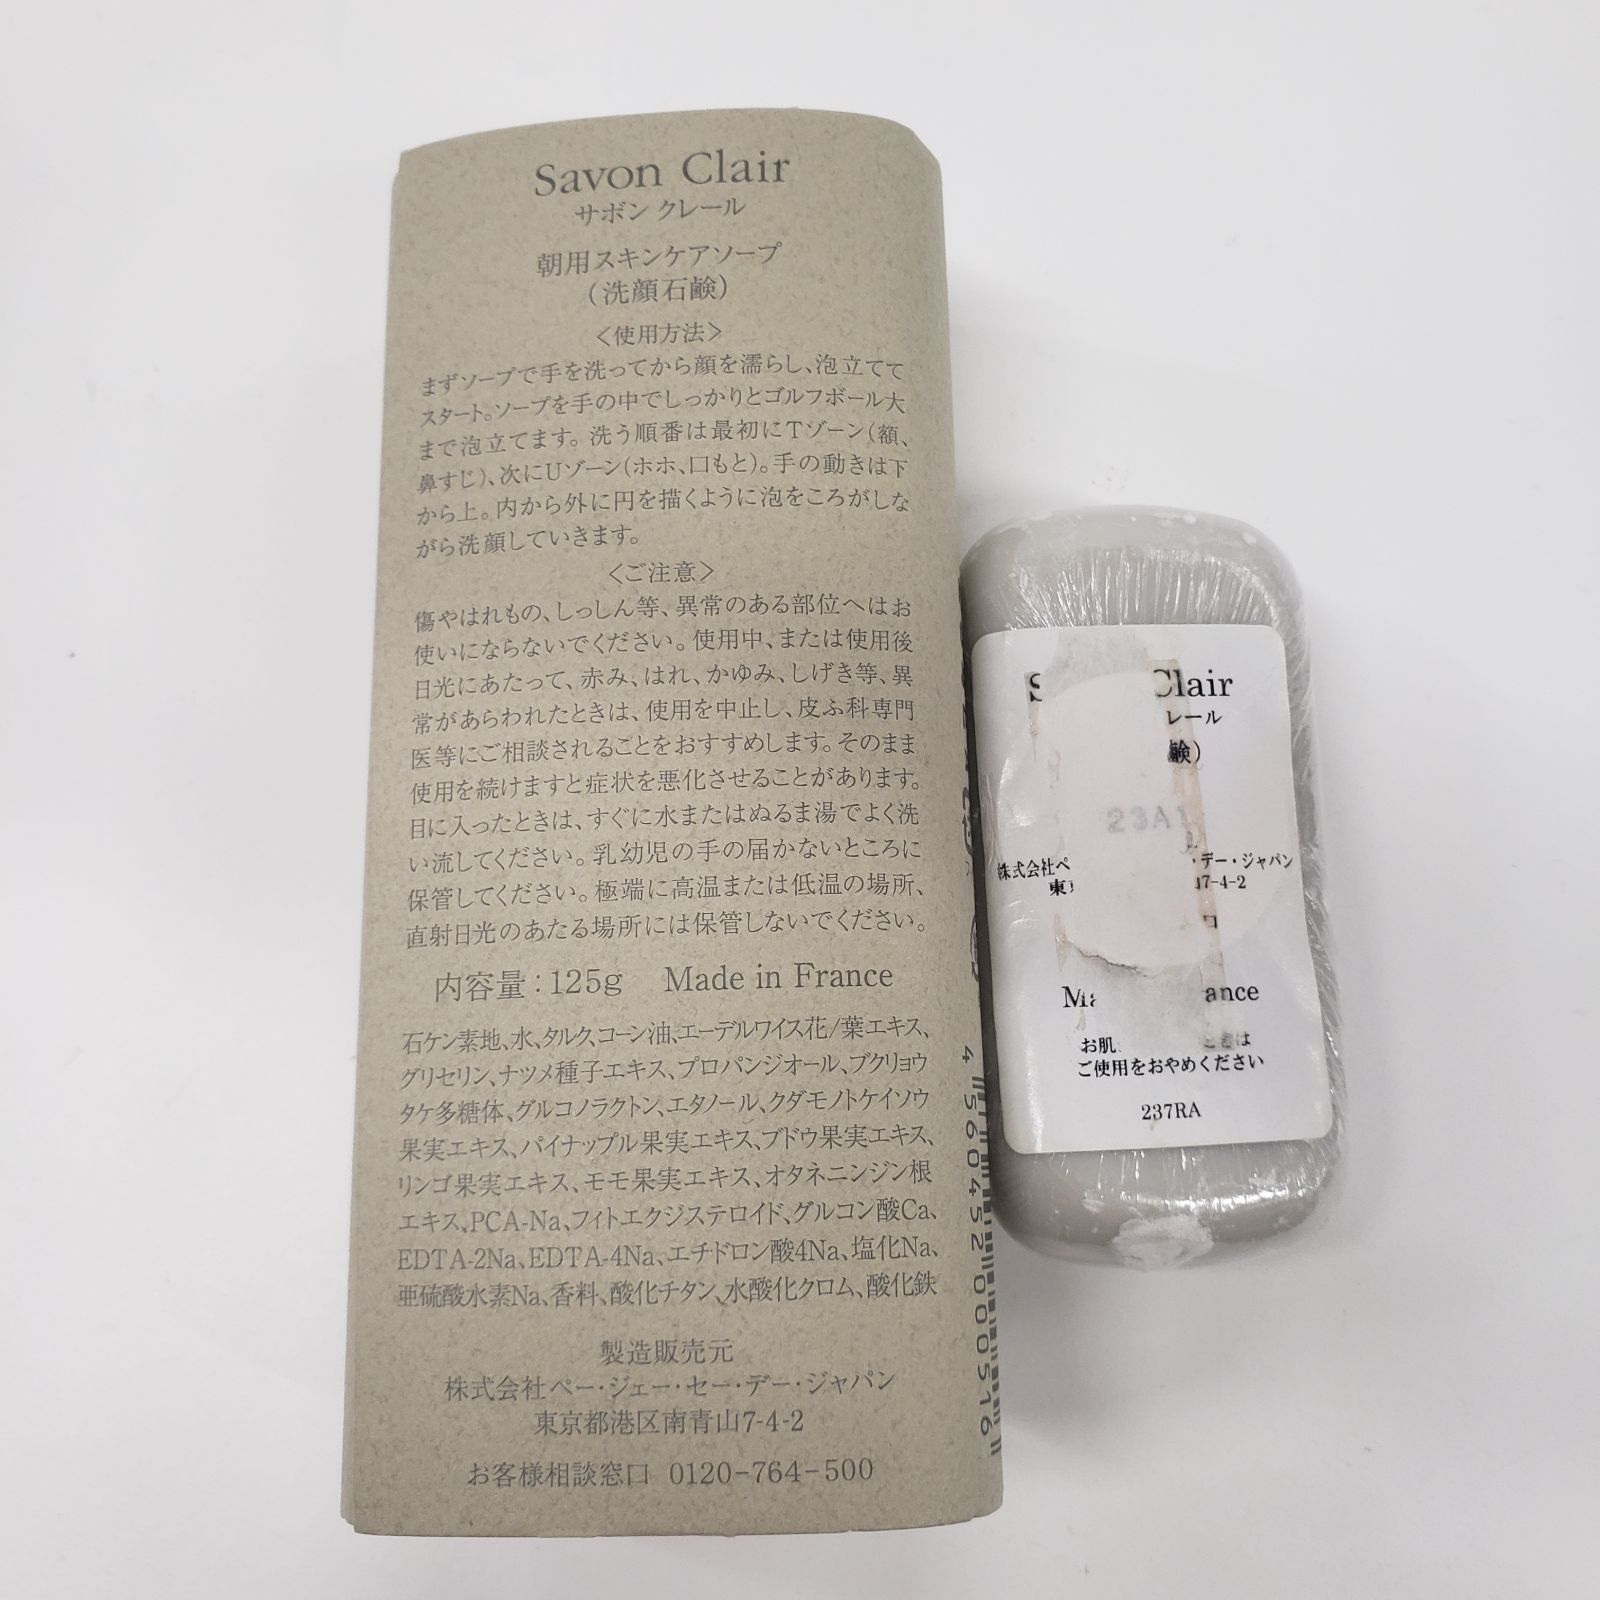 Savon Clair
サボン クレール
朝用スキンケアソープ
(洗顔石鹸)
<使用方法>
まずソープで手を洗ってから顔を濡らし、泡立てて
スタート。ソープを手の中でしっかりとゴルフボール大
まで泡立てます。洗う順番は最初にTゾーン(額、
鼻すじ)、次にUゾーン(ホホ、口もと)。手の動きは下
から上。内から外に円を描くように泡をころがしな
がら洗顔していきます。
<ご注意>
傷やはれもの、しっしん等、異常のある部位へはお
使いにならないでください。使用中、または使用後
日光にあたって、赤み、はれ、かゆみ、しげき等、異
常があらわれたときは、使用を中止し、皮ふ科専門
医等にご相談されることをおすすめします。そのまま
使用を続けますと症状を悪化させることがあります。
目に入ったときは、すぐに水またはぬるま湯でよく洗
い流してください。乳幼児の手の届かないところに
保管してください。極端に高温または低温の場所、
直射日光のあたる場所には保管しないでください。
内容量:125g Made in France
石ケン素地、水、タルク、コーン油、エーデルワイス花/葉エキス、
グリセリン、ナツメ種子エキス、プロパンジオール、ブクリョウ
タケ多糖体、グルコノラクトン、エタノール、クダモノトケイソウ
果実エキス、パイナップル果実エキス、ブドウ果実エキス、
リンゴ果実エキス、モモ果実エキス、オタネニンジン根
エキス、PCA-Na、フィトエクジステロイド、グルコン酸Ca、
EDTA-2Na、EDTA-4Na、エチドロン酸4Na、塩化Na、
亜硫酸水素Na、香料、酸化チタン、水酸化クロム、酸化鉄
製造販売元
株式会社ペー・ジェー・セー・デー・ジャパン
東京都港区南青山7-4-2
お客様相談窓口 0120-764-500
4 560452 000516
Clair
レール
鹸)
23A1
株式会社ペ ・デー・ジャパン
東 7-4-2
ance
お肌 ときは
ご使用をおやめください
237RA